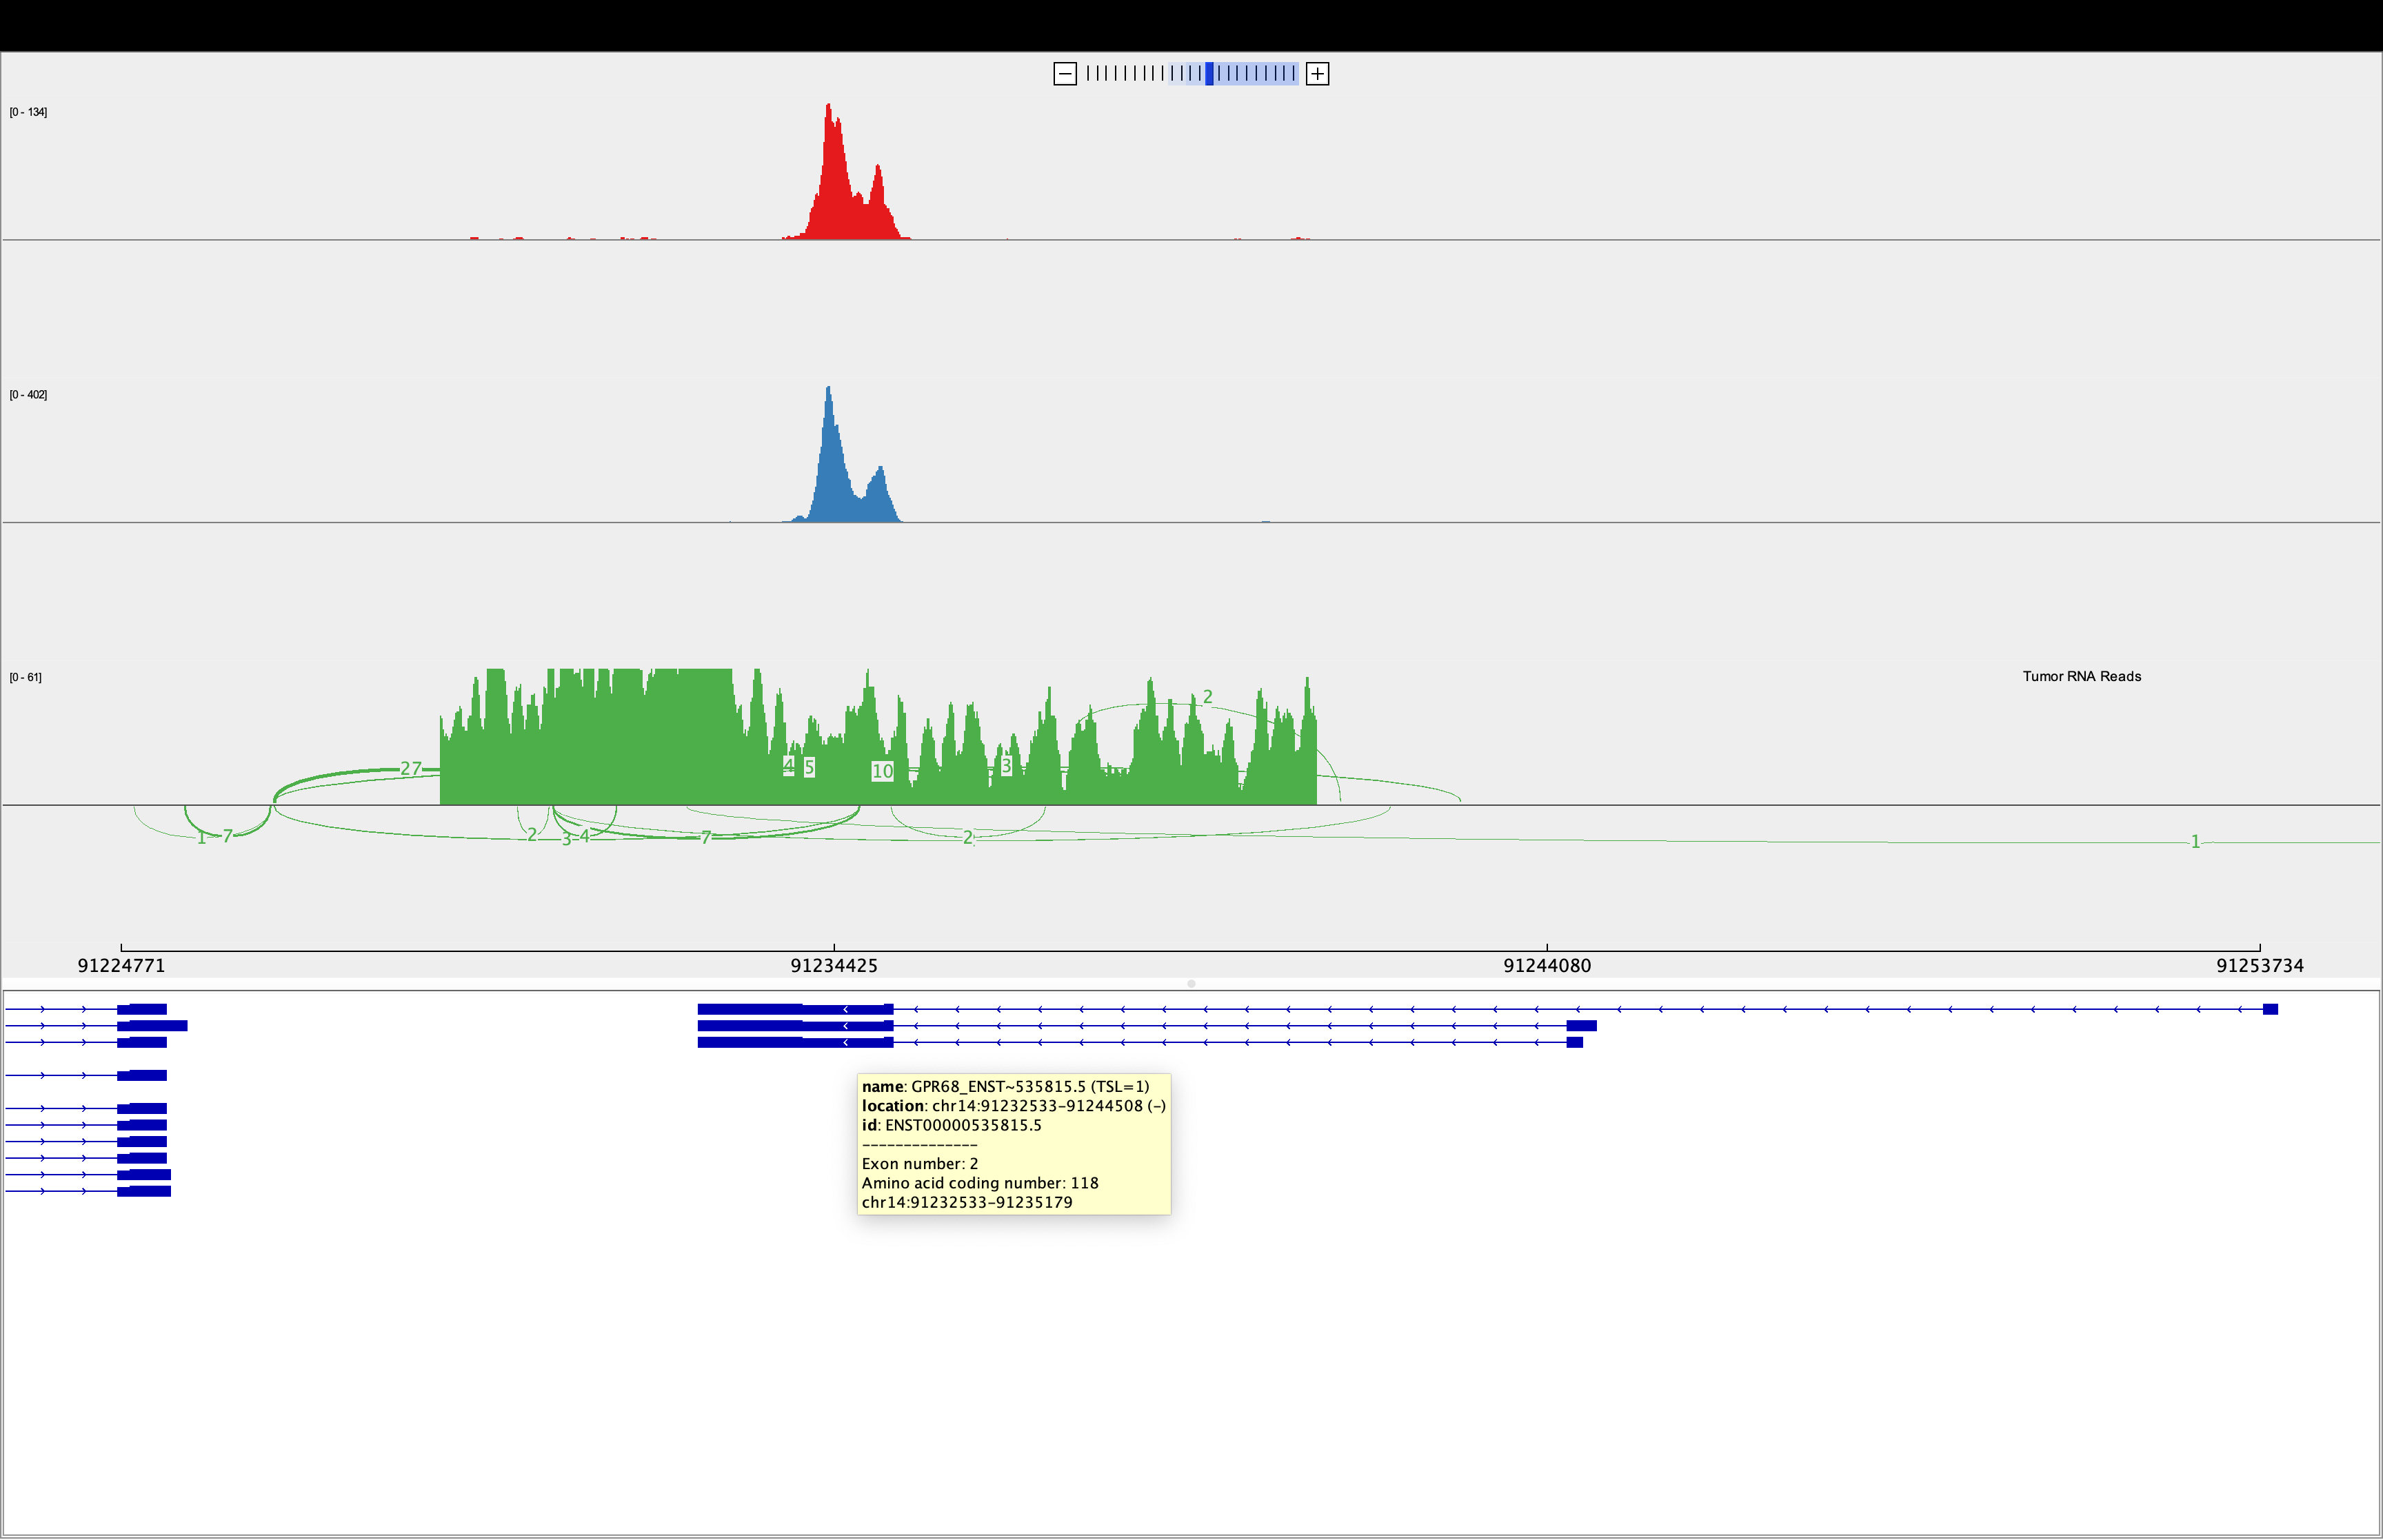 [0 - 134]
[0 - 402]
[0 - 61]
Tumor RNA Reads
2
27
4
5
10
3
1
7
2
3
4
7
2
1
91224771
91234425
91244080
91253734
name: GPR68_ENST~535815.5 (TSL=1)
location: chr14:91232533-91244508 (-)
id: ENST00000535815.5
--------------
Exon number: 2
Amino acid coding number: 118
chr14:91232533-91235179